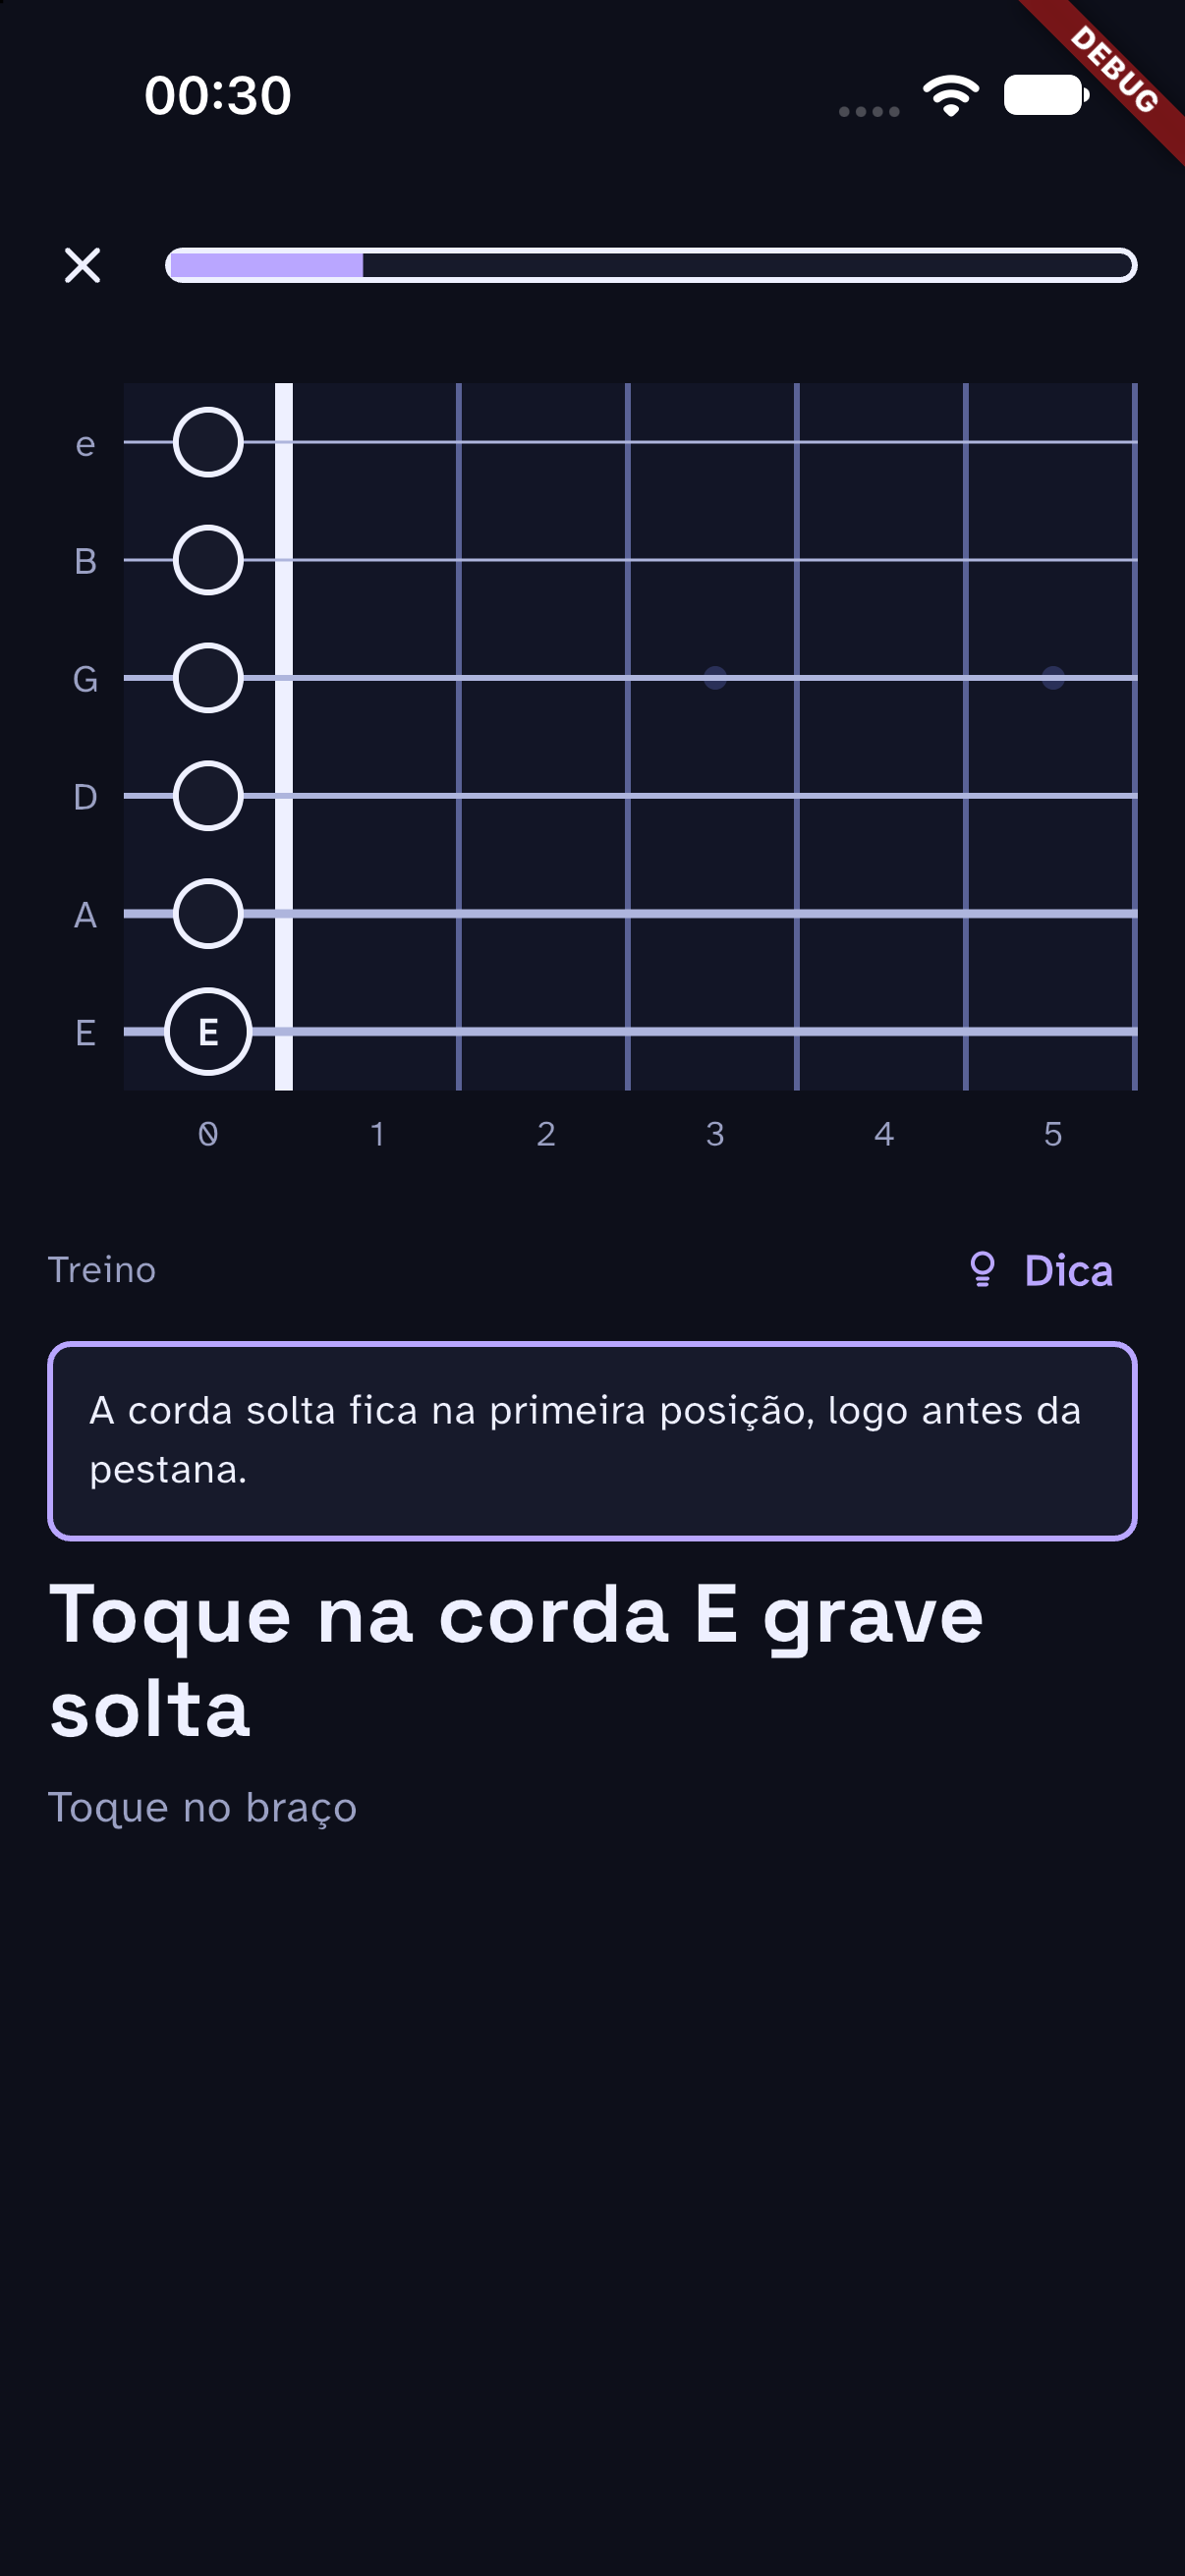 00:30
DEBUG
e
B
G
D
A
E E
0 1 2 3 4 5
Treino Dica
A corda solta fica na primeira posição, logo antes da
pestana.
Toque na corda E grave
solta
Toque no braço